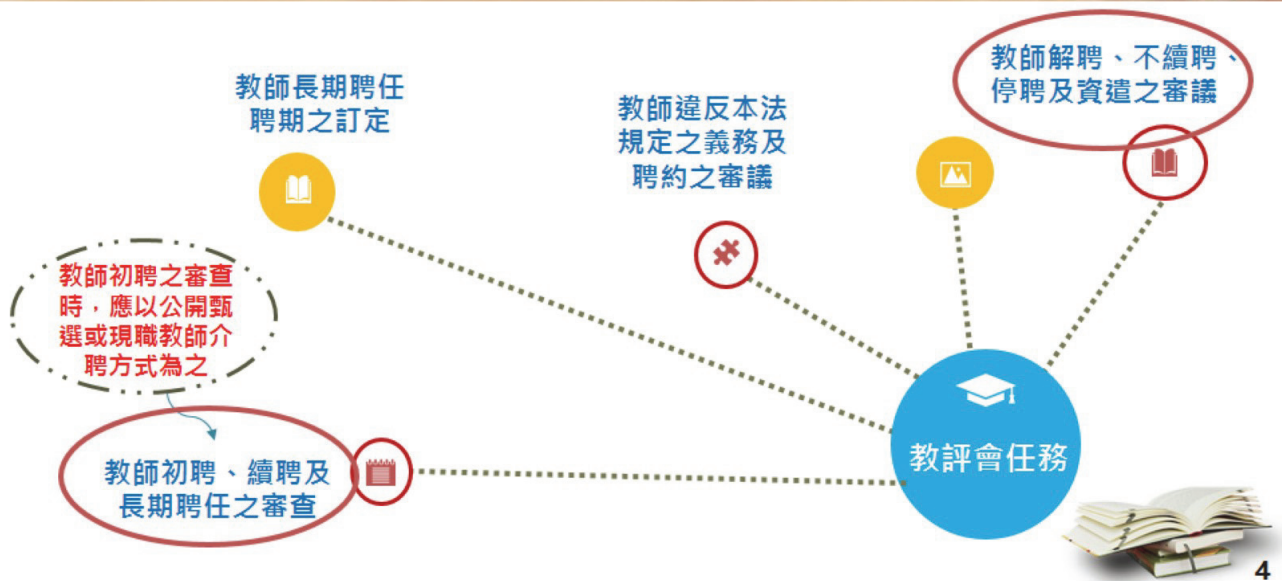 教師長期聘任
聘期之訂定
教師違反本法
規定之義務及
聘約之審議
教師解聘、不續聘、
停聘及資遣之審議
教師初聘之審查
時，應以公開甄
選或現職教師介
聘方式為之
教師初聘、續聘及
長期聘任之審查
教評會任務
4